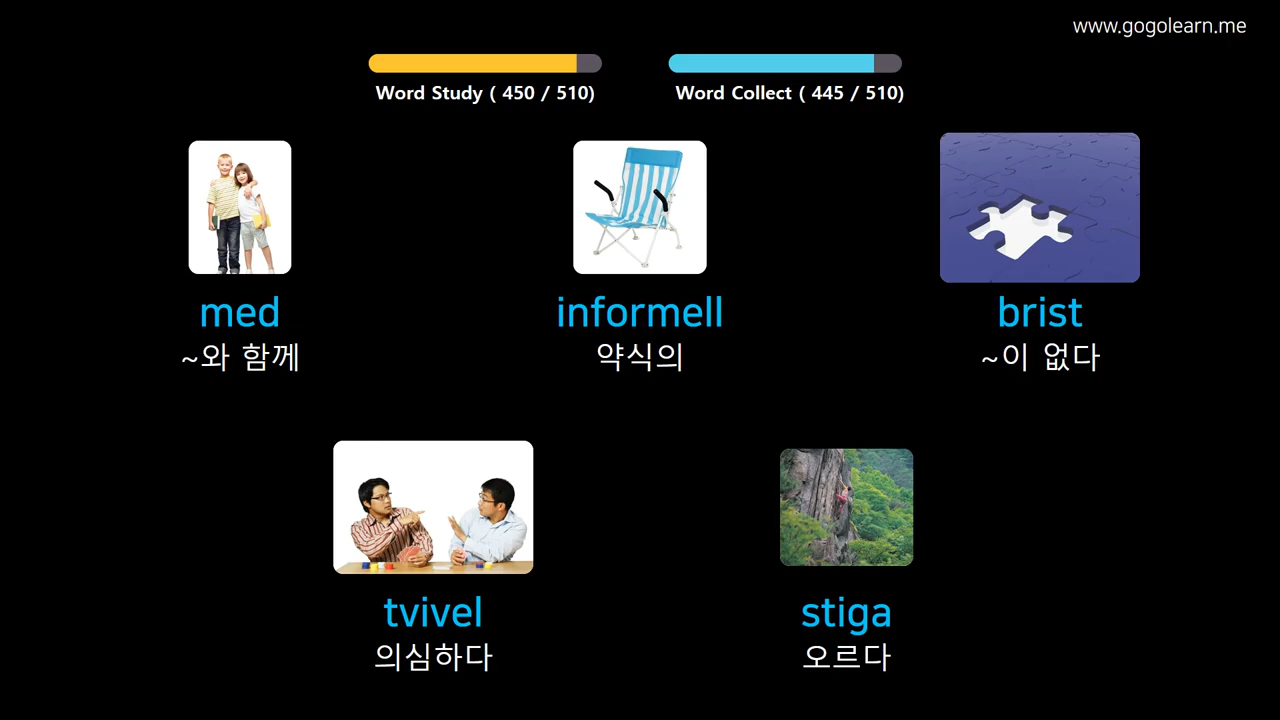 www.gogolearn.me
Word Study ( 450 / 510)
Word Collect ( 445 / 510)
med
~와 함께
informell
약식의
brist
~이 없다
tvivel
의심하다
stiga
오르다